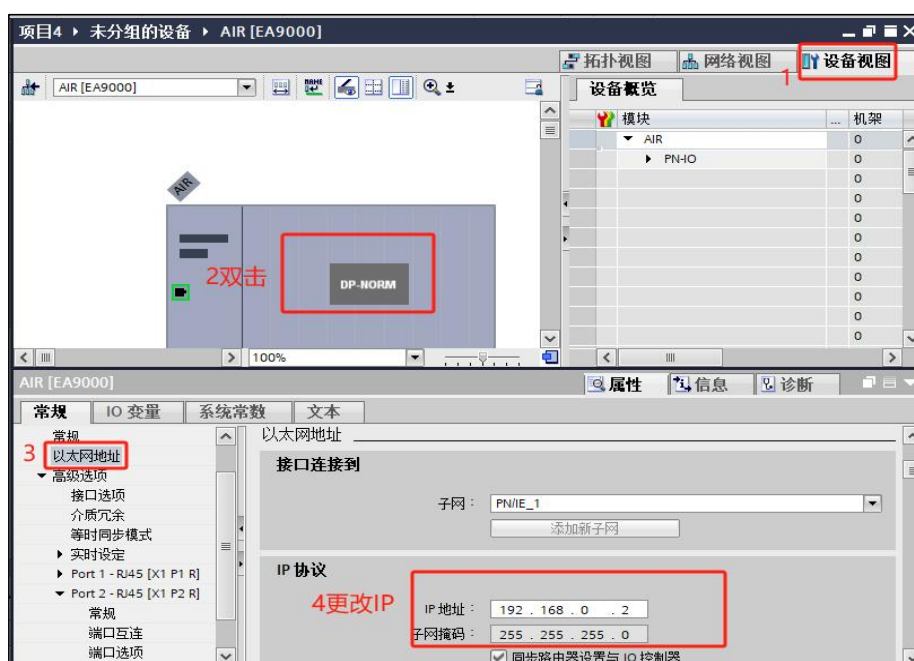 项目4 ▸ 未分组的设备 ▸ AIR [EA9000]
拓扑视图 网络视图 设备视图
1
AIR [EA9000]
设备概览
模块 ... 机架
AIR 0
PN-IO 0
0
0
0
0
0
0
0
0
0
AIR
2双击
DP-NORM
100%
AIR [EA9000]
属性 信息 诊断
常规 IO 变量 系统常数 文本
常规
3 以太网地址
高级选项
接口选项
介质冗余
等时同步模式
实时设定
Port 1 - RJ45 [X1 P1 R]
Port 2 - RJ45 [X1 P2 R]
常规
端口互连
端口选项
以太网地址
接口连接到
子网： PN/IE_1
添加新子网
IP 协议
4更改IP
IP 地址： 192 . 168 . 0 . 2
子网掩码： 255 . 255 . 255 . 0
同步路由器设置与 IO 控制器